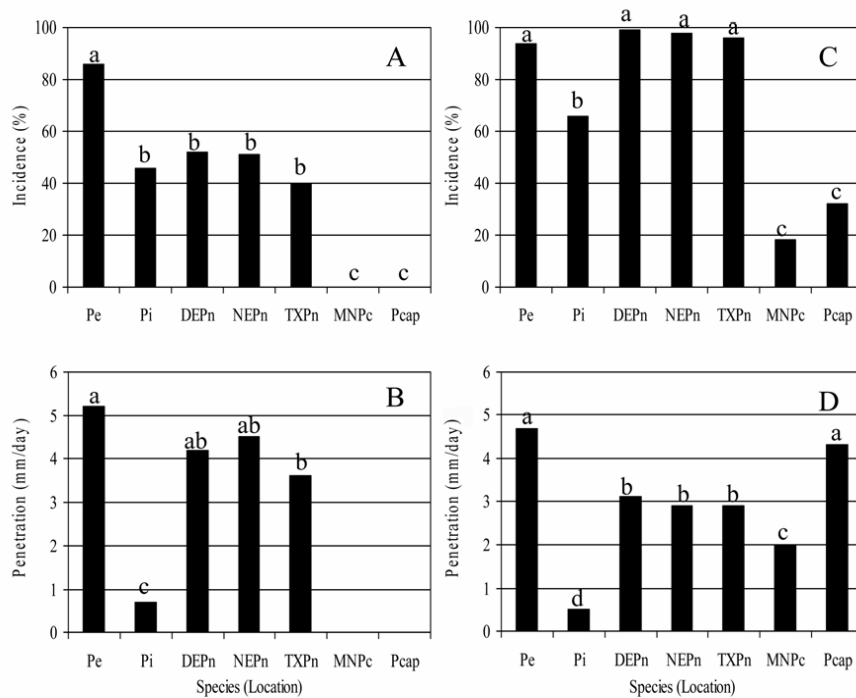 A
Incidence (%)
100
80
60
40
20
0
a
b
b
b
b
c
c
Pe Pi DEPn NEPn TXPn MNPc Pcap
C
Incidence (%)
100
80
60
40
20
0
a
b
a
a
a
c
c
Pe Pi DEPn NEPn TXPn MNPc Pcap
B
Penetration (mm/day)
6
5
4
3
2
1
0
a
c
ab
ab
b
Pe Pi DEPn NEPn TXPn MNPc Pcap
Species (Location)
D
Penetration (mm/day)
6
5
4
3
2
1
0
a
d
b
b
b
c
a
Pe Pi DEPn NEPn TXPn MNPc Pcap
Species (Location)